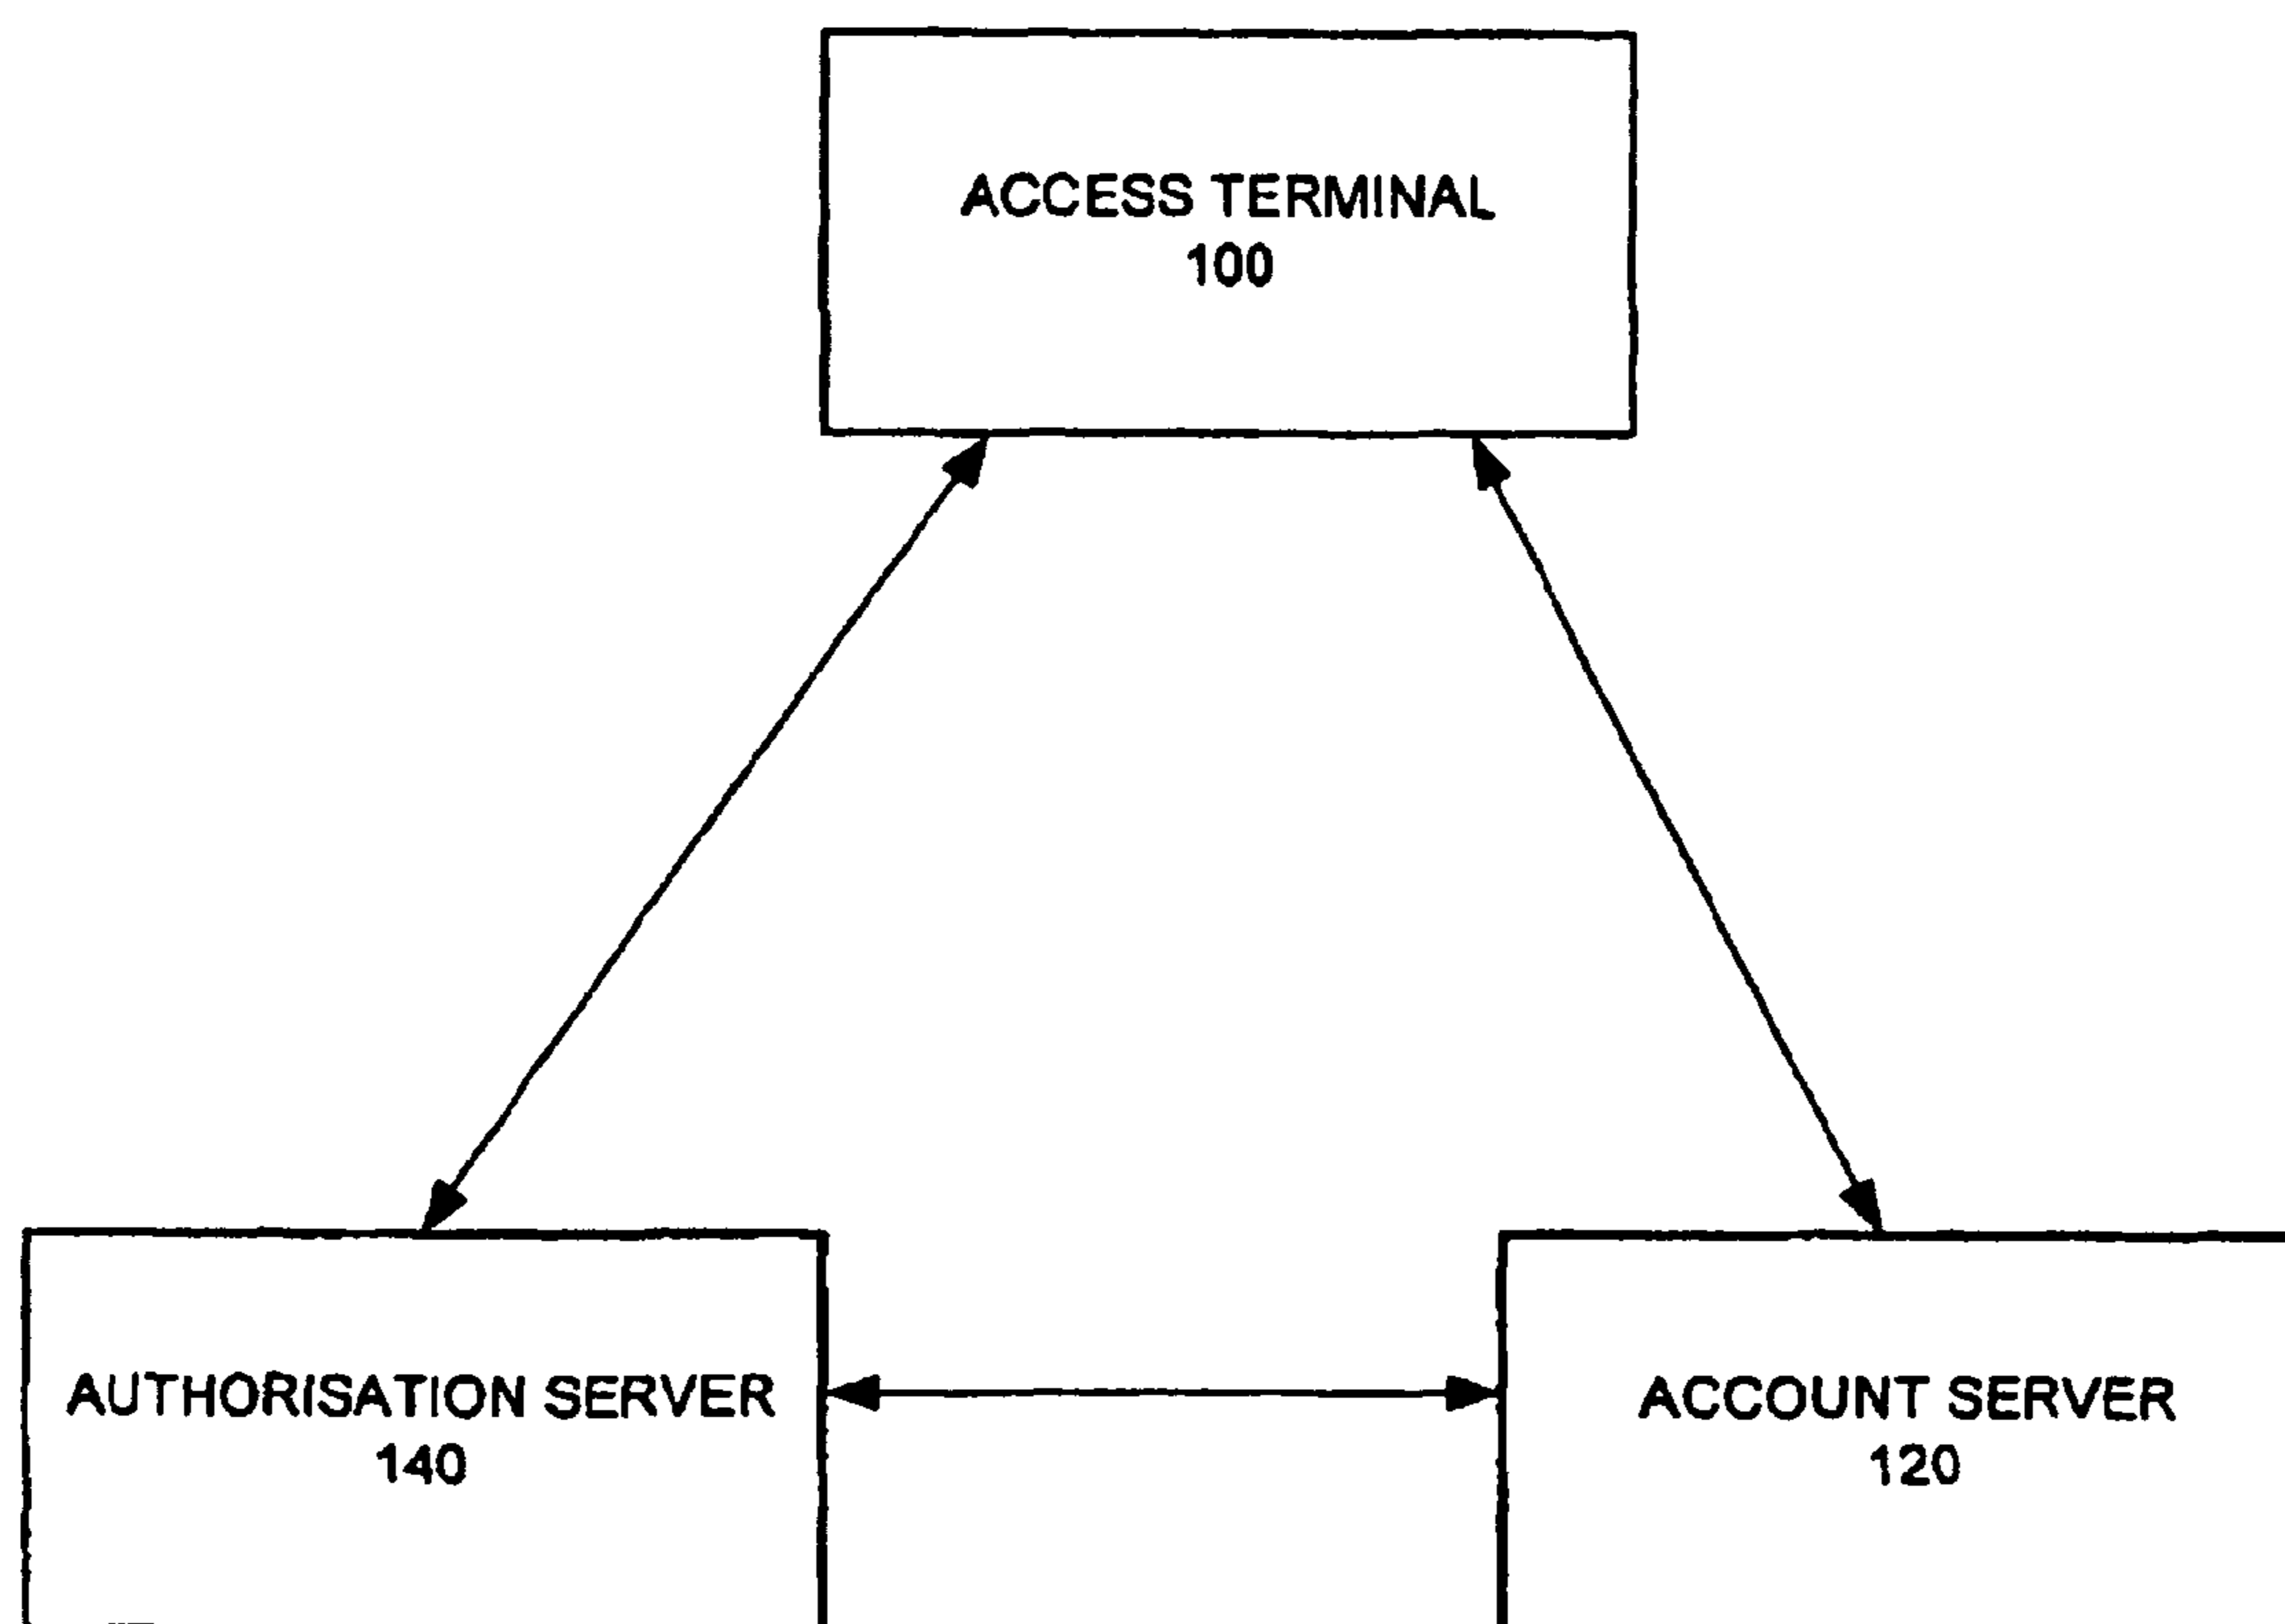 ACCESS TERMINAL
100
AUTHORISATION SERVER
140
ACCOUNT SERVER
120